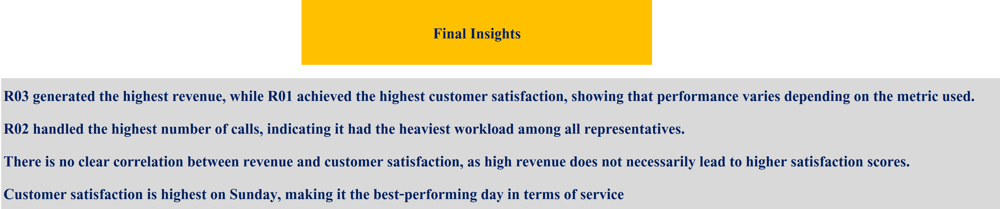 Final Insights
R03 generated the highest revenue, while R01 achieved the highest customer satisfaction, showing that performance varies depending on the metric used.
R02 handled the highest number of calls, indicating it had the heaviest workload among all representatives.
There is no clear correlation between revenue and customer satisfaction, as high revenue does not necessarily lead to higher satisfaction scores.
Customer satisfaction is highest on Sunday, making it the best-performing day in terms of service